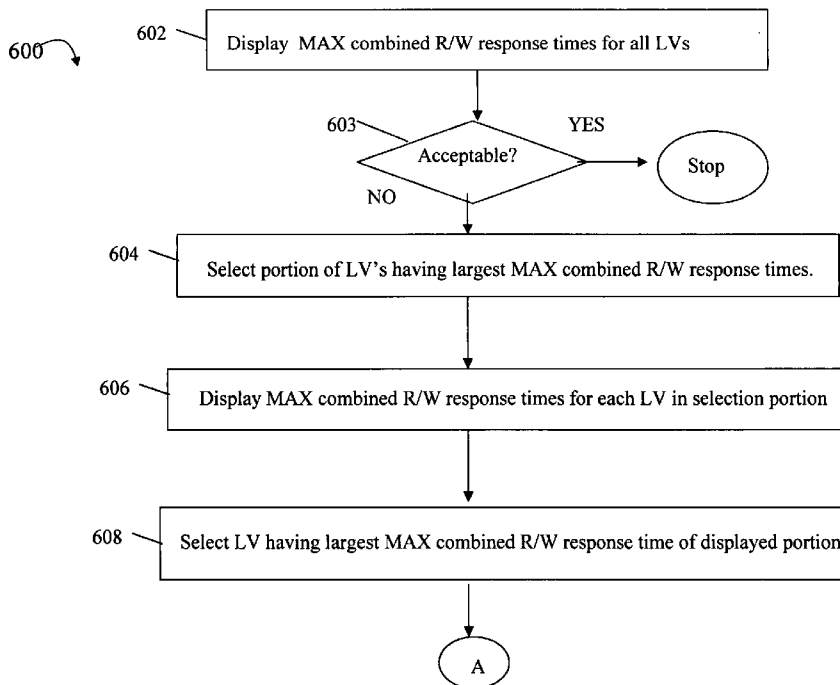 600
602
Display MAX combined R/W response times for all LVs
603
YES
Acceptable?
Stop
NO
604
Select portion of LV's having largest MAX combined R/W response times.
606
Display MAX combined R/W response times for each LV in selection portion
608
Select LV having largest MAX combined R/W response time of displayed portion
A